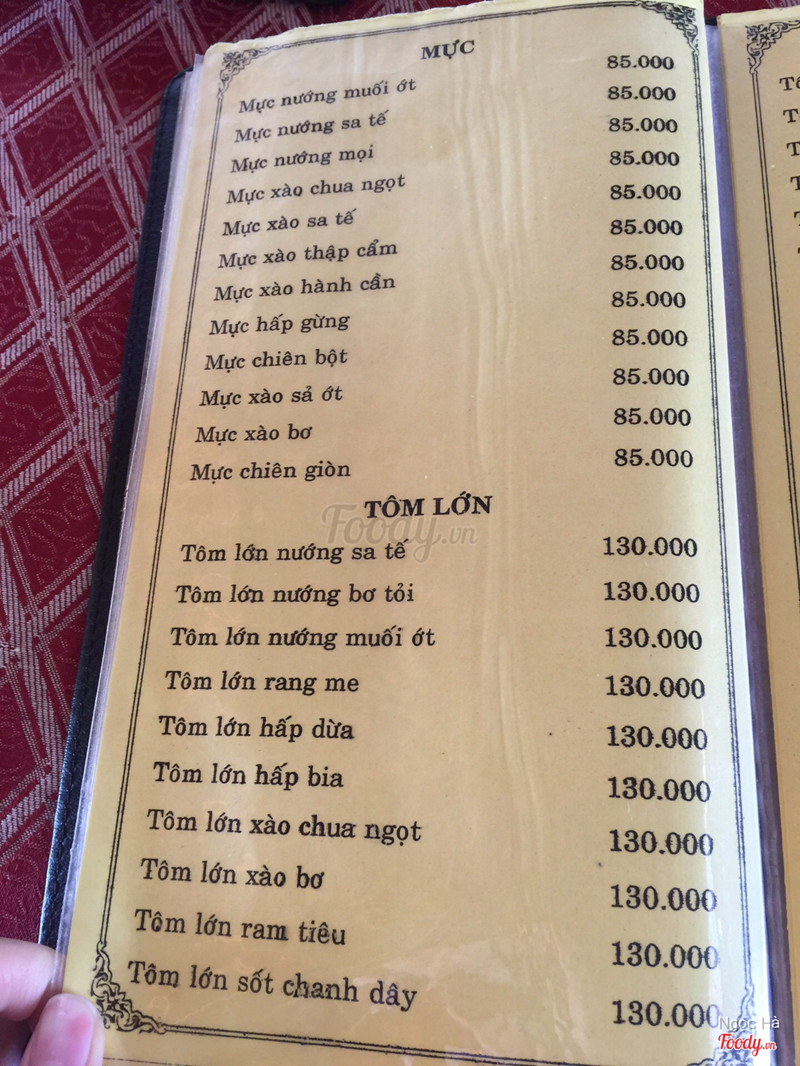 MỰC
Mực nướng muối ớt 85.000
Mực nướng sa tế 85.000
Mực nướng mọi 85.000
Mực xào chua ngọt 85.000
Mực xào sa tế 85.000
Mực xào thập cẩm 85.000
Mực xào hành cần 85.000
Mực hấp gừng 85.000
Mực chiên bột 85.000
Mực xào sả ớt 85.000
Mực xào bơ 85.000
Mực chiên giòn 85.000
TÔM LỚN
Foody.vn
Tôm lớn nướng sa tế 130.000
Tôm lớn nướng bơ tỏi 130.000
Tôm lớn nướng muối ớt 130.000
Tôm lớn rang me 130.000
Tôm lớn hấp dừa 130.000
Tôm lớn hấp bia 130.000
Tôm lớn xào chua ngọt 130.000
Tôm lớn xào bơ 130.000
Tôm lớn ram tiêu 130.000
Tôm lớn sốt chanh dây 130.000
Ngọc Hà
Foody.vn